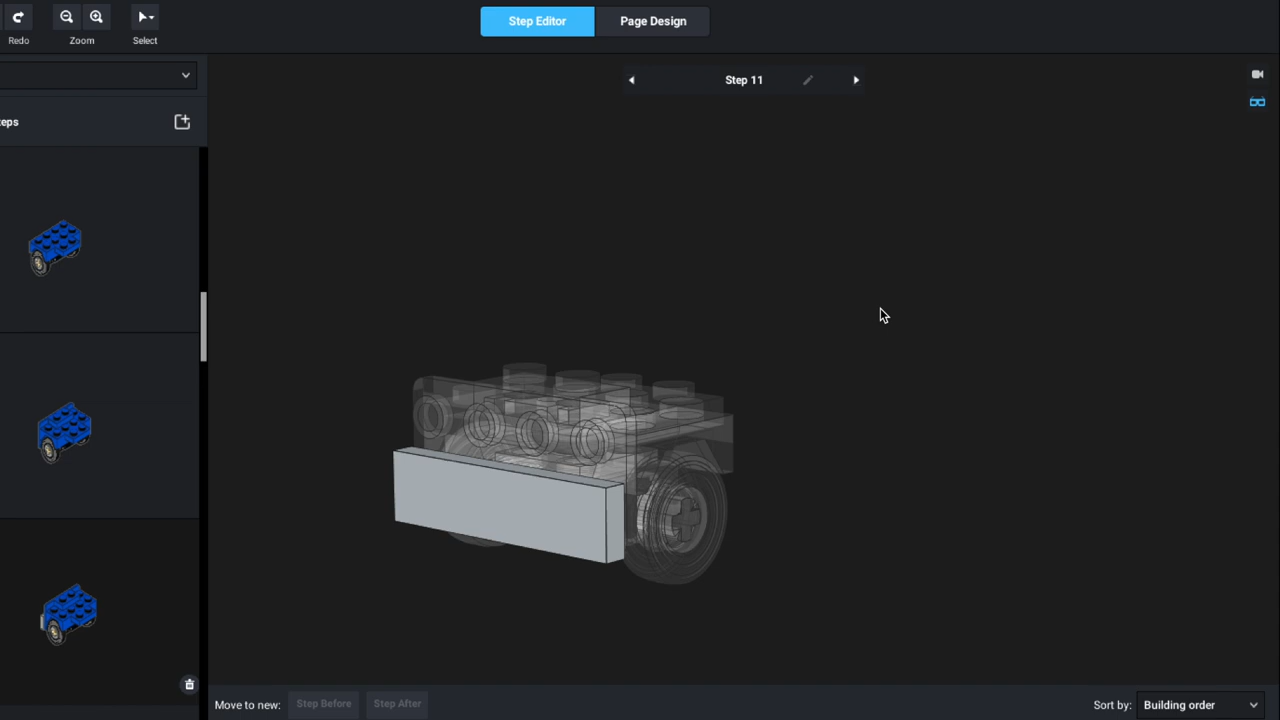 Redo
Zoom
Select
Step Editor
Page Design
Step 11
teps
Move to new:
Step Before
Step After
Sort by:
Building order